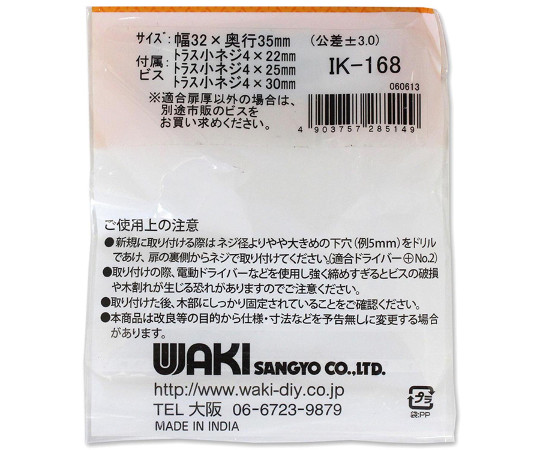 サイズ：幅32×奥行35mm （公差±3.0）
付属：トラス小ネジ4×22mm
ビス トラス小ネジ4×25mm
トラス小ネジ4×30mm
IK-168
060613
※適合扉厚以外の場合は、
別途市販のビスを
お買い求めください。
4 903757 285149
ご使用上の注意
●新規に取り付ける際はネジ径よりやや大きめの下穴（例5mm）をドリル
であけ、扉の裏側からネジで取り付けてください。（適合ドライバー⊕No.2）
●取り付けの際、電動ドライバーなどを使用し強く締めすぎるとビスの破損
や木割れが生じる恐れがありますのでご注意ください。
●取り付けた後、木部にしっかり固定されていることをご確認ください。
●本商品は改良等の目的から仕様・寸法などを予告無しに変更する場合
があります。
WAKI SANGYO CO.,LTD.
http://www.waki-diy.co.jp
TEL 大阪 06-6723-9879
MADE IN INDIA
プラ
袋:PP